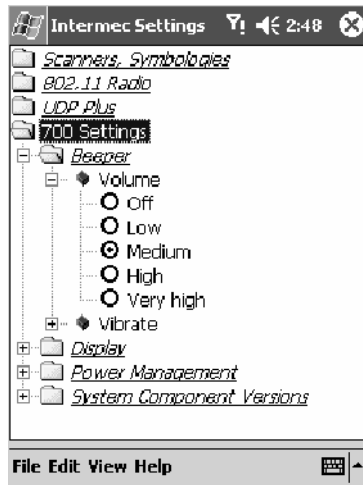 Intermec Settings 2:48
Scanners, Symbologies
802.11 Radio
UDP Plus
700 Settings
Beeper
Volume
Off
Low
Medium
High
Very high
Vibrate
Display
Power Management
System Component Versions
File Edit View Help